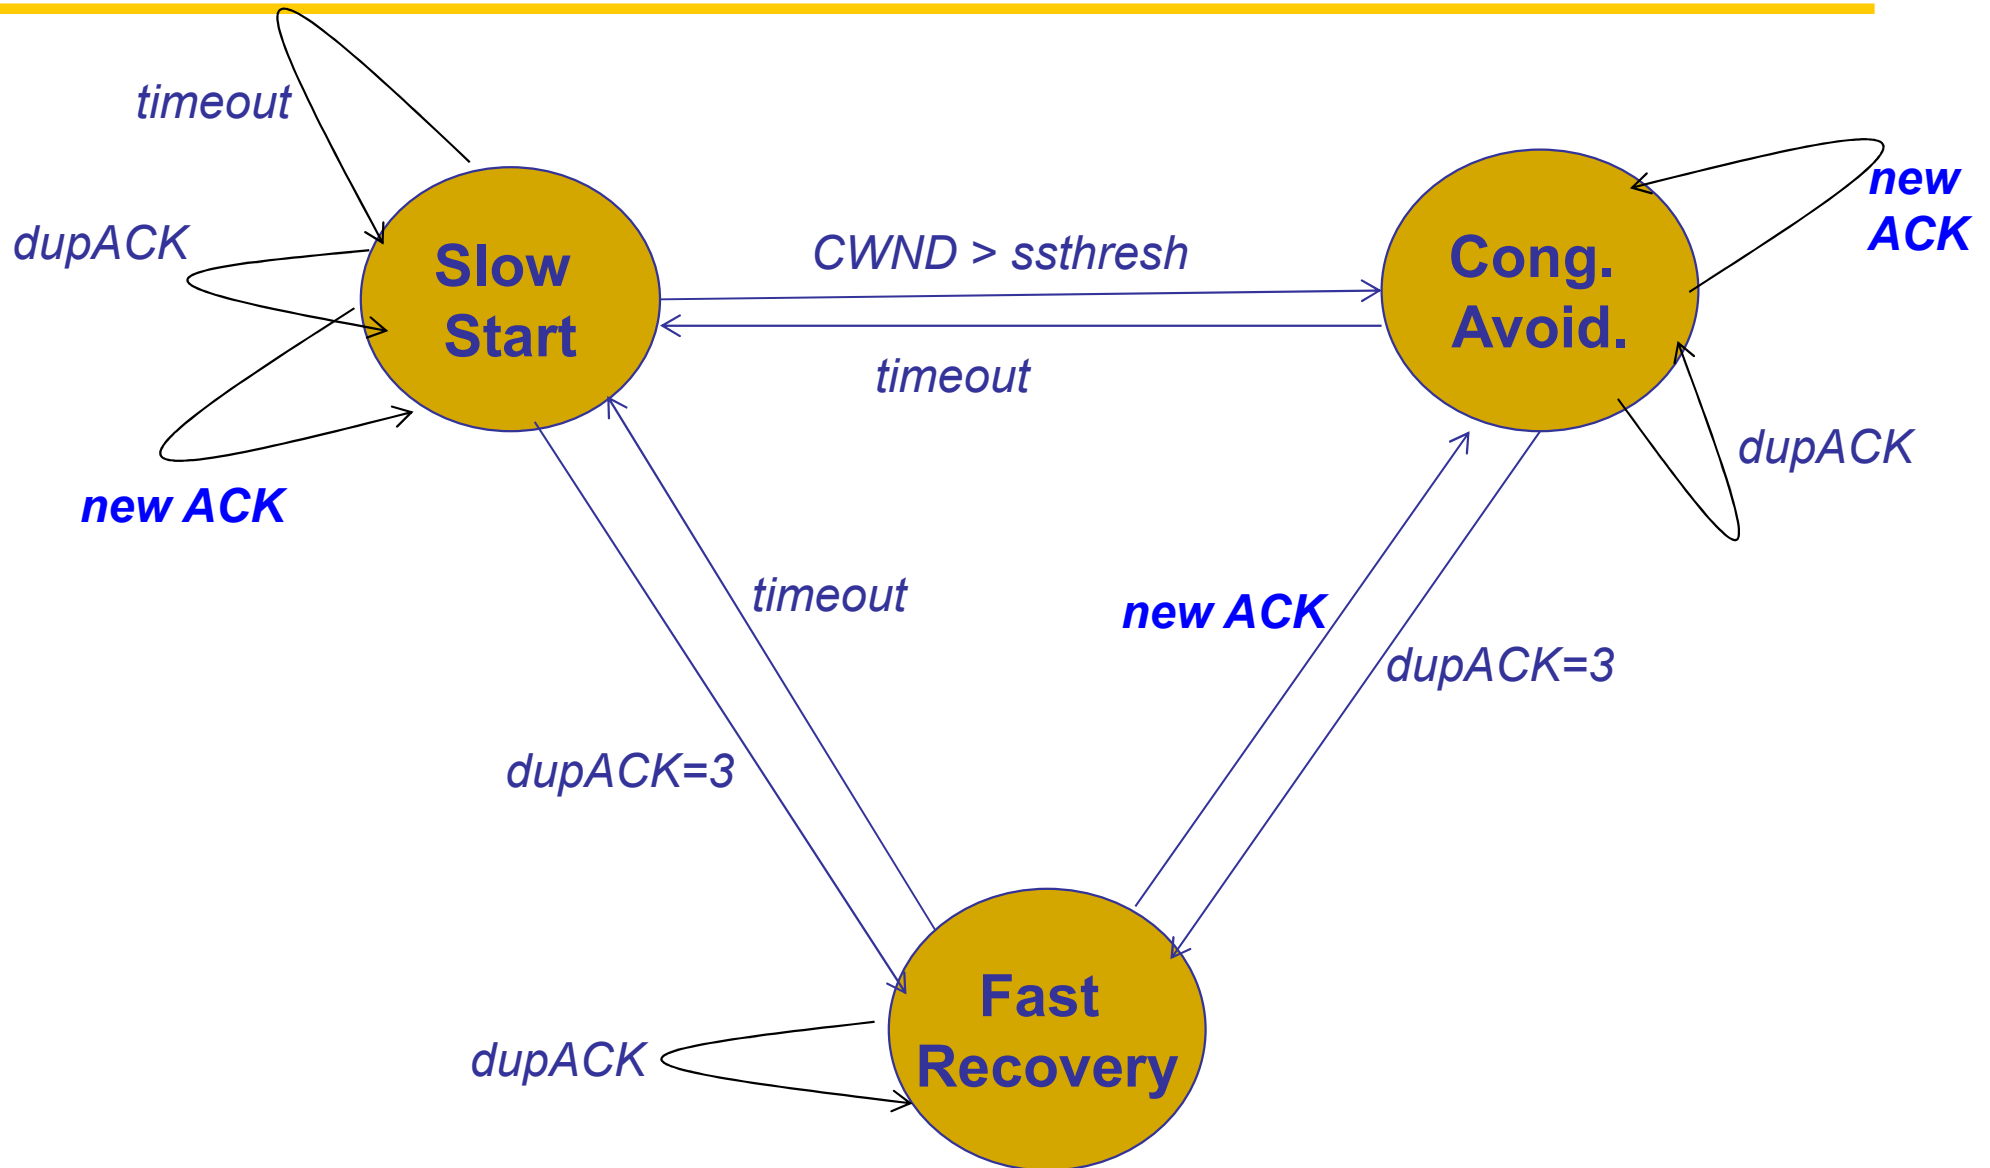 timeout
dupACK
Slow
Start
new ACK
CWND > ssthresh
timeout
Cong.
Avoid.
new
ACK
dupACK
timeout
new ACK
dupACK=3
dupACK=3
Fast
Recovery
dupACK